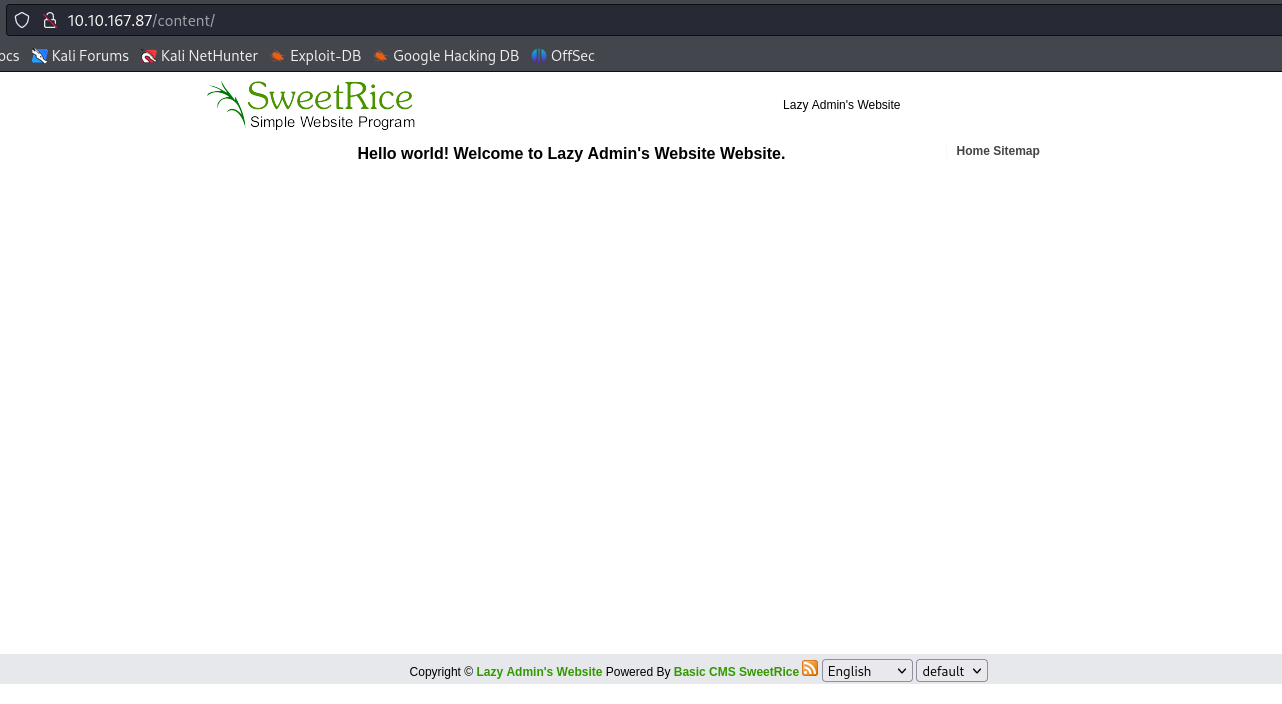 10.10.167.87/content/
ocs Kali Forums Kali NetHunter Exploit-DB Google Hacking DB OffSec
SweetRice
Simple Website Program
Lazy Admin's Website
Hello world! Welcome to Lazy Admin's Website Website.
Home Sitemap
Copyright © Lazy Admin's Website Powered By Basic CMS SweetRice English default